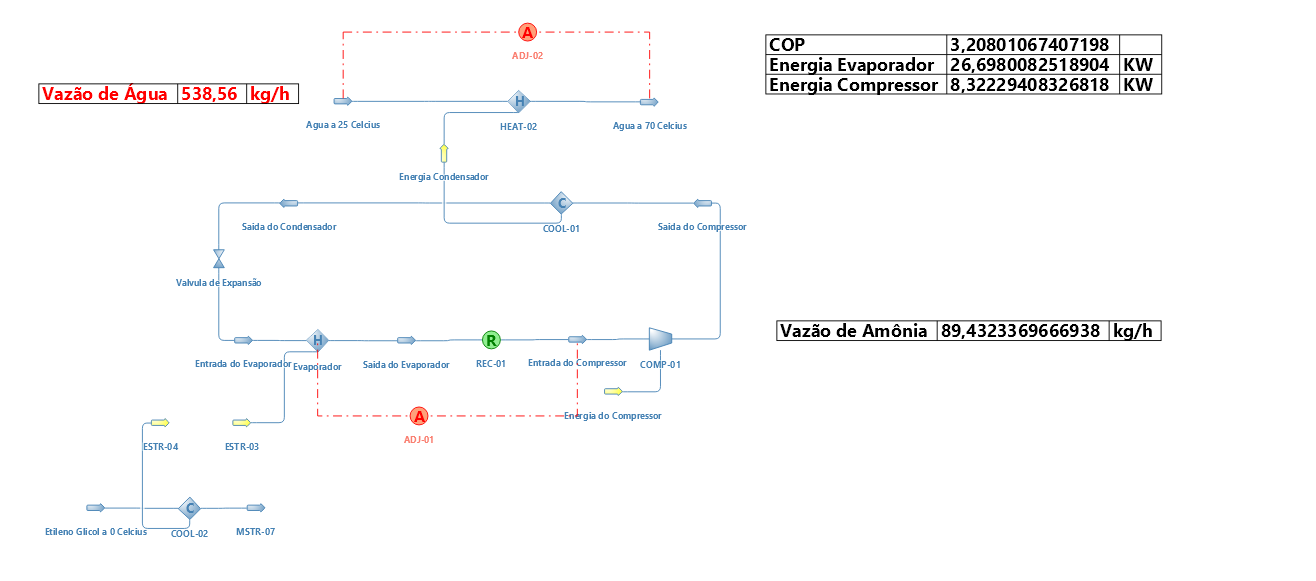 A
ADJ-02
COP 3,20801067407198
Energia Evaporador 26,6980082518904 KW
Energia Compressor 8,32229408326818 KW
Vazão de Água 538,56 kg/h
H
Agua a 25 Celcius
HEAT-02
Agua a 70 Celcius
Energia Condensador
C
Saida do Condensador
COOL-01
Saida do Compressor
Valvula de Expansão
Vazão de Amônia 89,4323369666938 kg/h
H
R
Entrada do Evaporador
Evaporador
Saida do Evaporador
REC-01
Entrada do Compressor
COMP-01
A
Energia do Compressor
ADJ-01
ESTR-04
ESTR-03
C
Etileno Glicol a 0 Celcius
COOL-02
MSTR-07